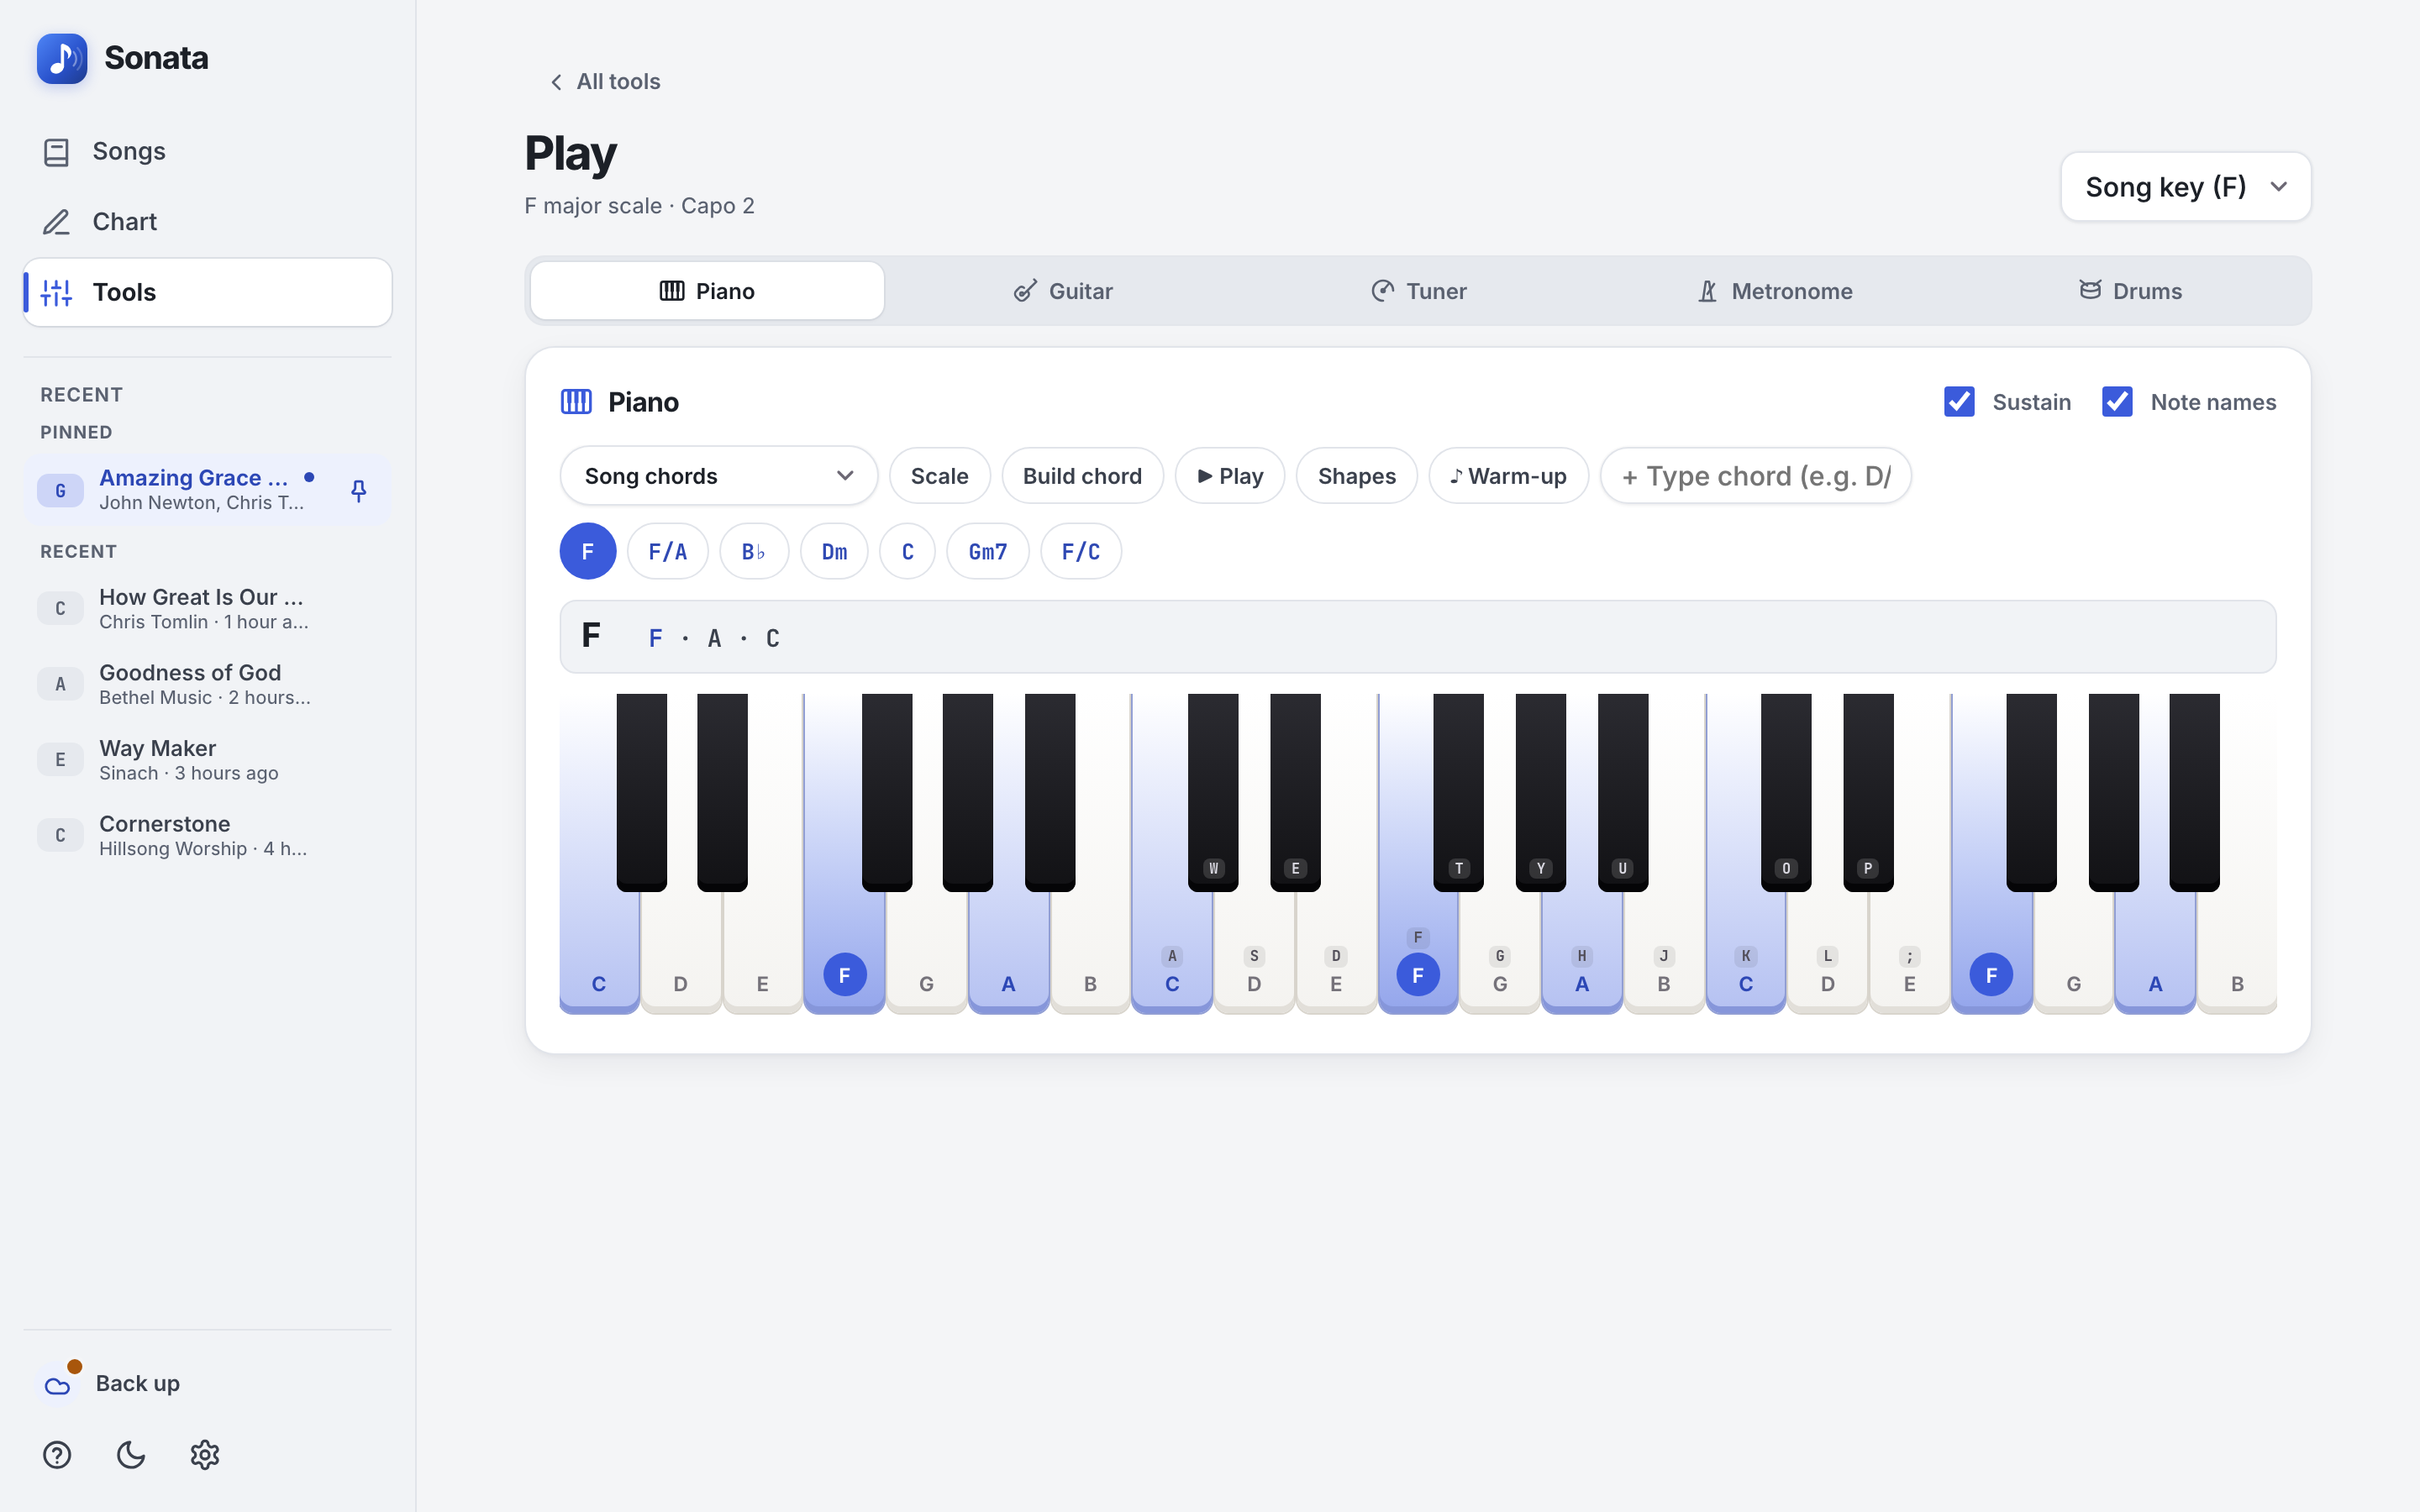 Sonata
Songs
Chart
Tools
RECENT
PINNED
G
Amazing Grace ...
John Newton, Chris T...
RECENT
C
How Great Is Our ...
Chris Tomlin · 1 hour a...
A
Goodness of God
Bethel Music · 2 hours...
E
Way Maker
Sinach · 3 hours ago
C
Cornerstone
Hillsong Worship · 4 h...
Back up
All tools
Play
F major scale · Capo 2
Song key (F)
Piano Guitar Tuner Metronome Drums
Piano
Sustain Note names
Song chords Scale Build chord Play Shapes ♪ Warm-up + Type chord (e.g. D/
F F/A B♭ Dm C Gm7 F/C
F F · A · C
W E T Y U O P
F
A S D G H J K L ;
C D E F G A B C D E F G A B C D E F G A B